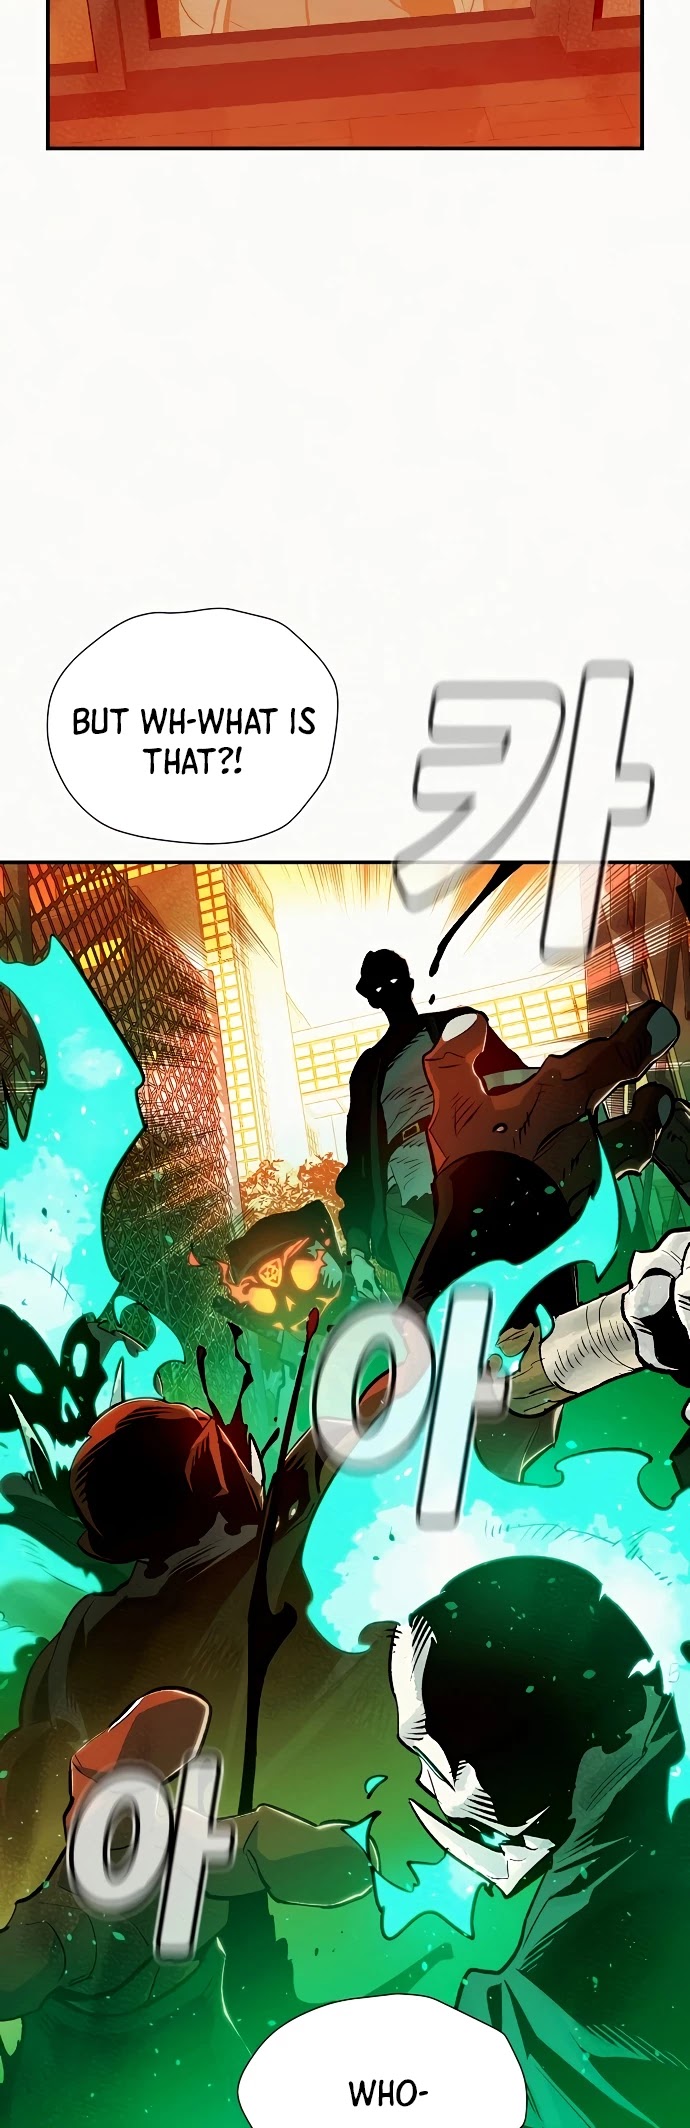 BUT WH-WHAT IS
THAT?!
카
아
아
WHO-